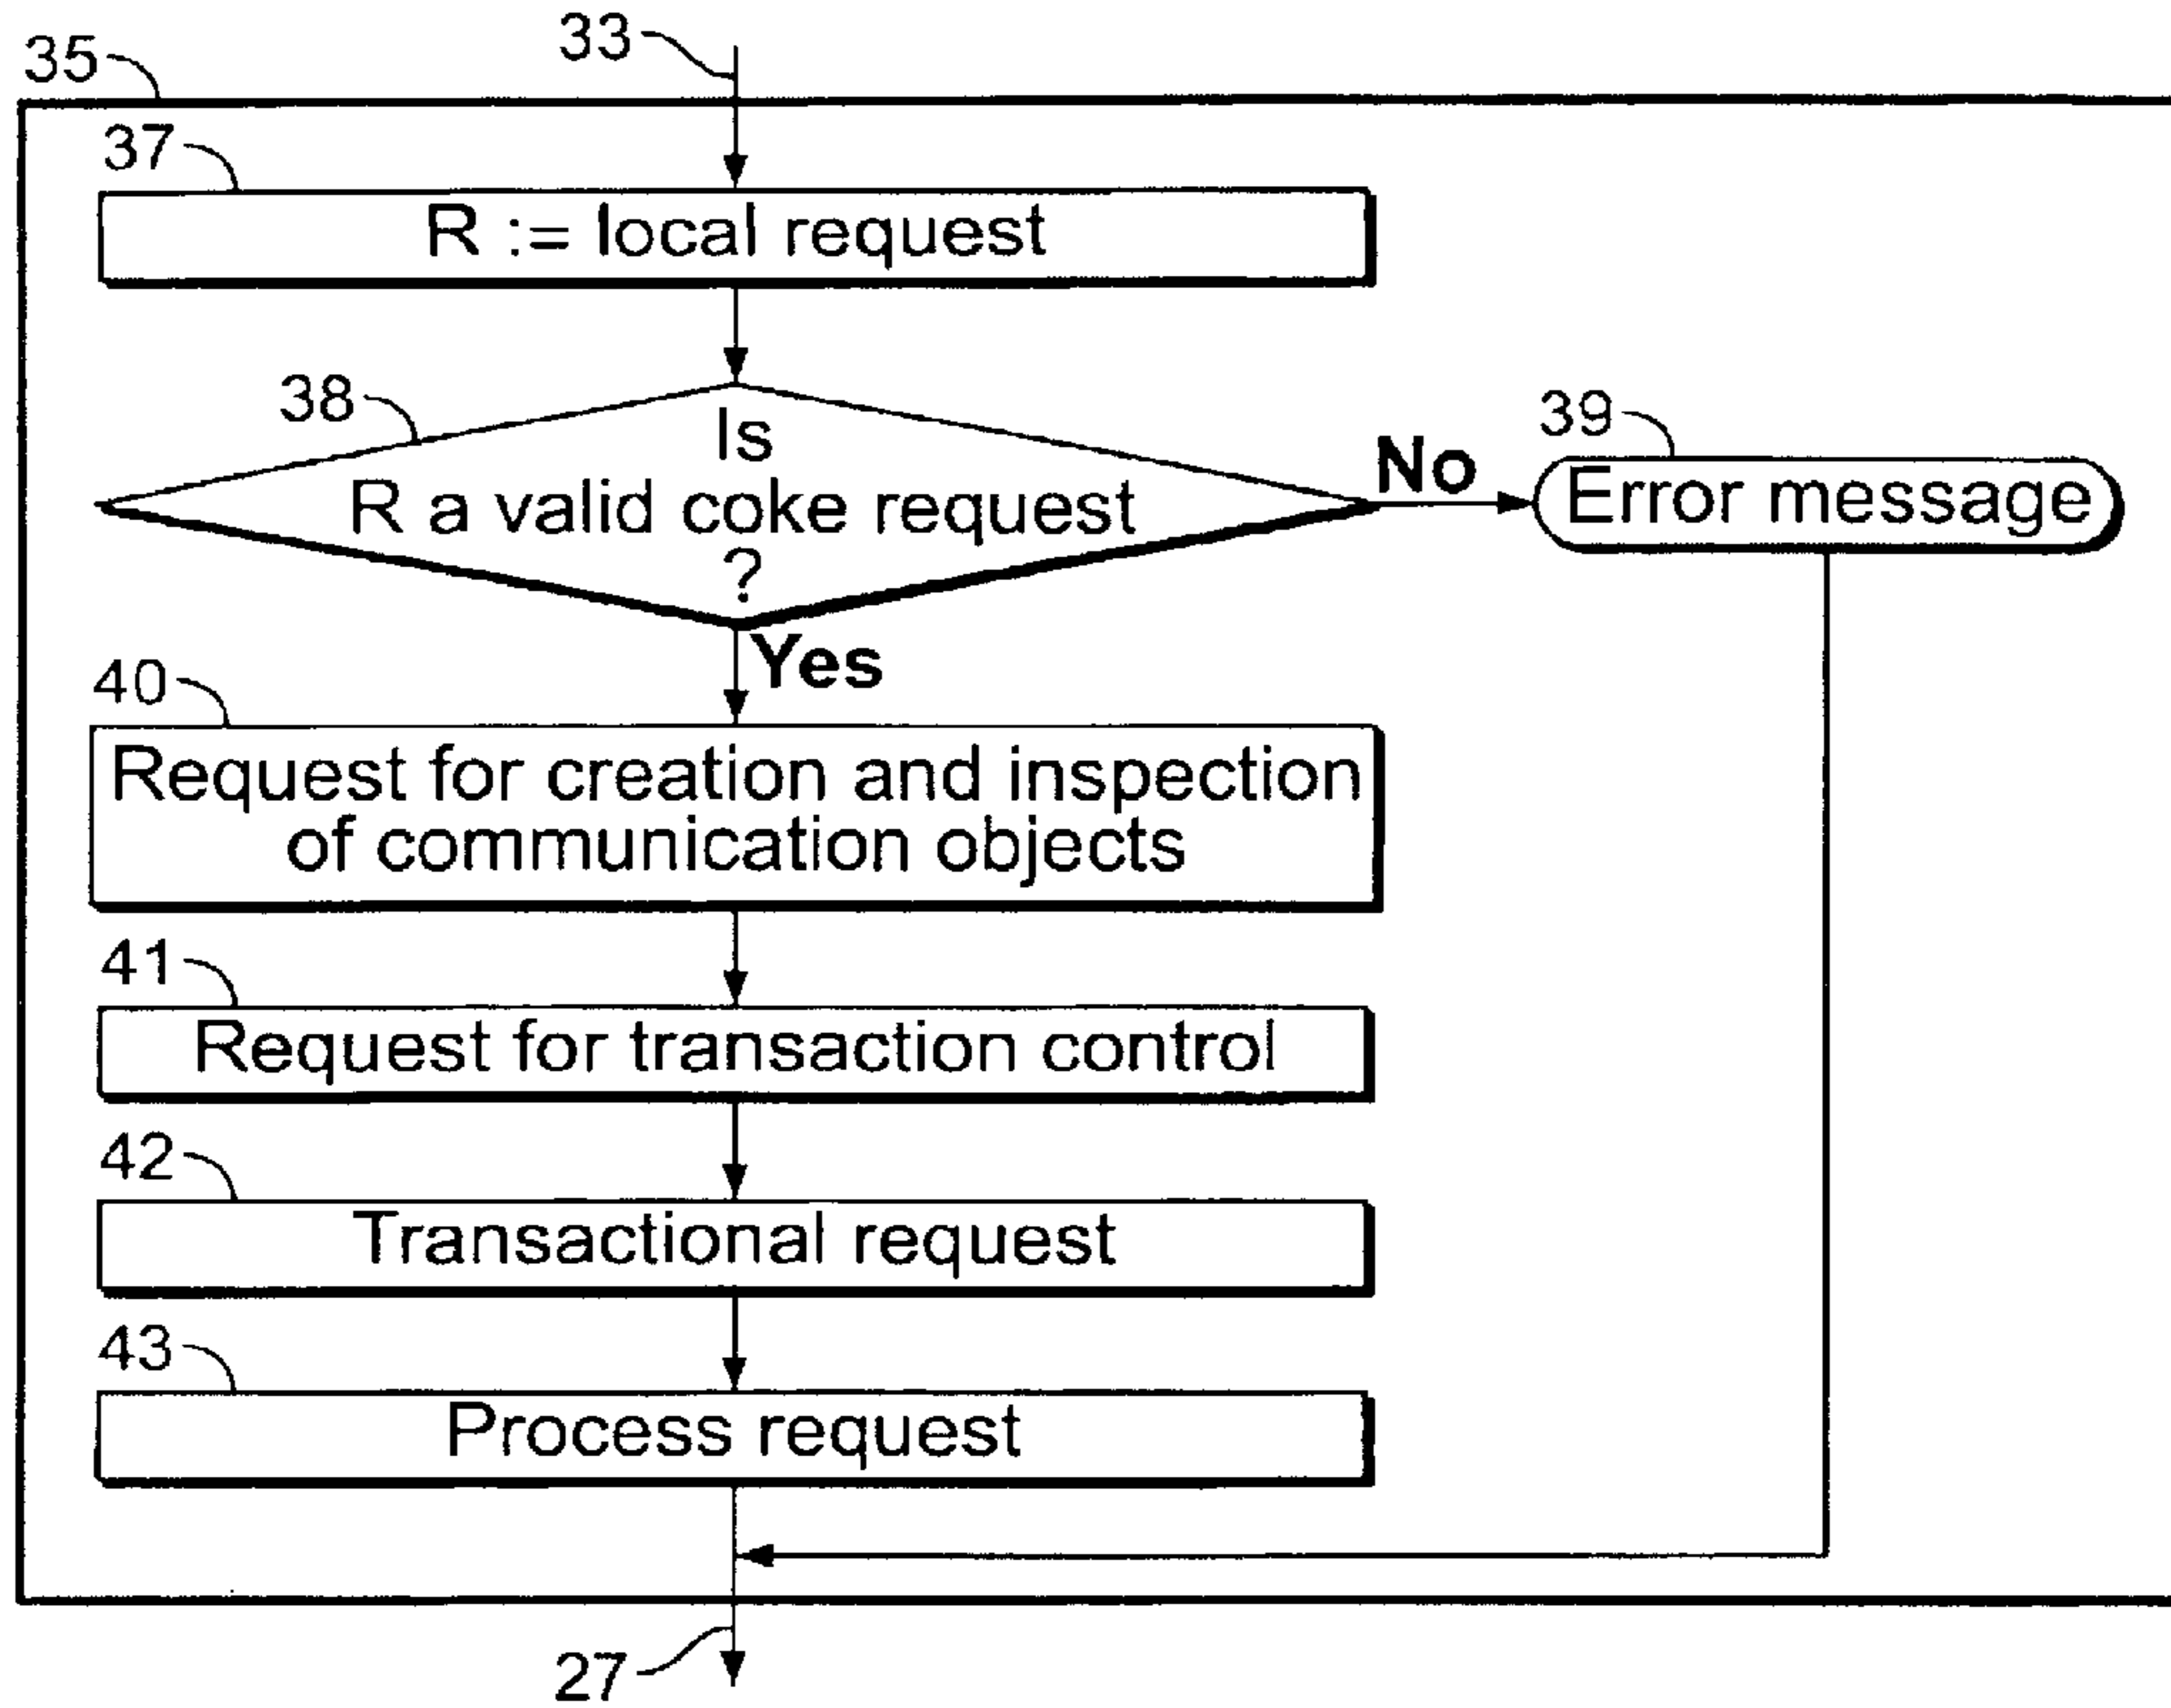 33
35
37
R := local request
38
Is
R a valid coke request
?
No
39
Error message
Yes
40
Request for creation and inspection
of communication objects
41
Request for transaction control
42
Transactional request
43
Process request
27